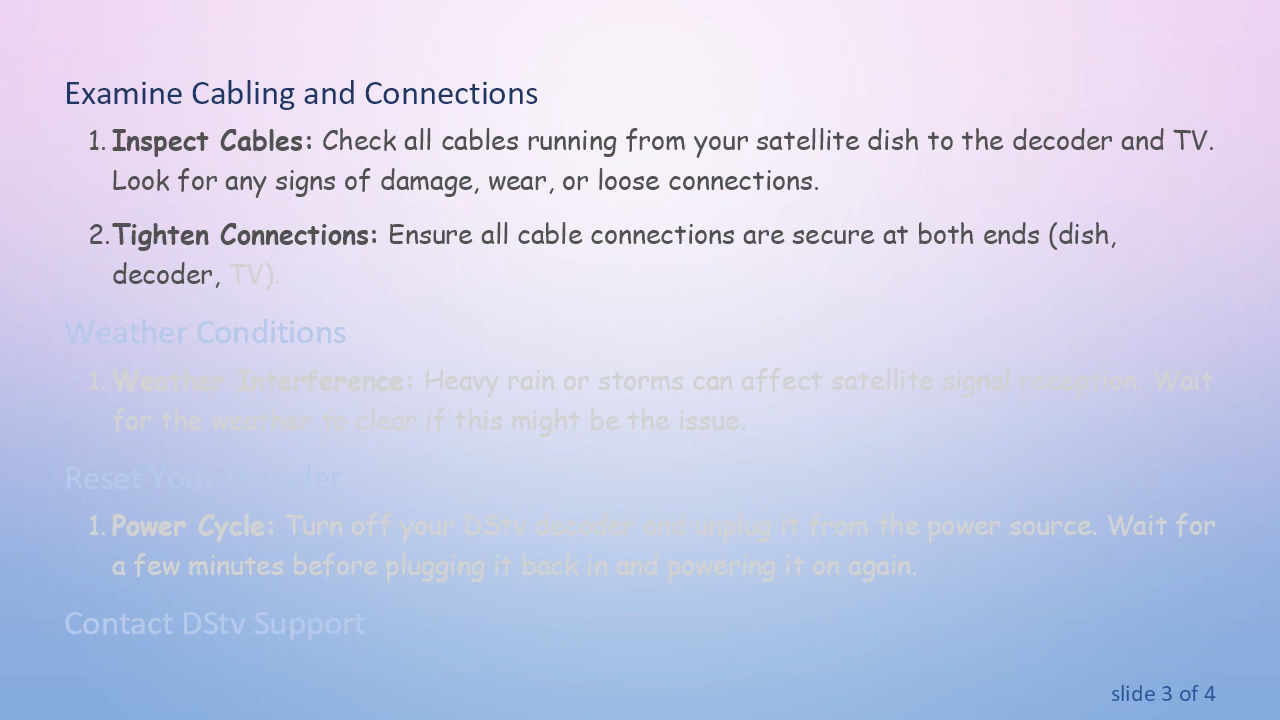 Examine Cabling and Connections
1. Inspect Cables: Check all cables running from your satellite dish to the decoder and TV.
Look for any signs of damage, wear, or loose connections.
2. Tighten Connections: Ensure all cable connections are secure at both ends (dish,
decoder, TV).
Weather Conditions
1. Weather Interference: Heavy rain or storms can affect satellite signal reception. Wait
for the weather to clear if this might be the issue.
Reset Your Decoder
1. Power Cycle: Turn off your DStv decoder and unplug it from the power source. Wait for
a few minutes before plugging it back in and powering it on again.
Contact DStv Support
slide 3 of 4